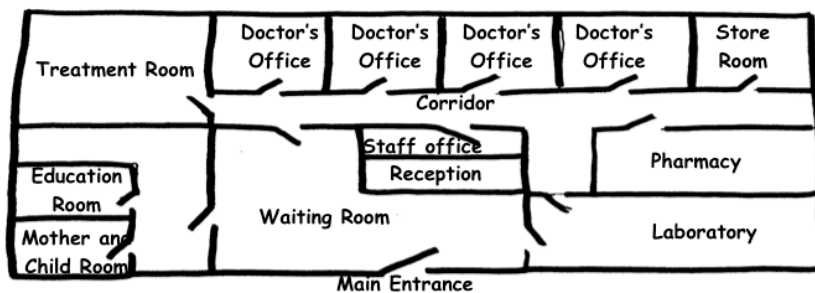 Doctor's
Office
Doctor's
Office
Doctor's
Office
Doctor's
Office
Store
Room
Treatment Room
Corridor
Staff office
Reception
Pharmacy
Education
Room
Waiting Room
Laboratory
Mother and
Child Room
Main Entrance